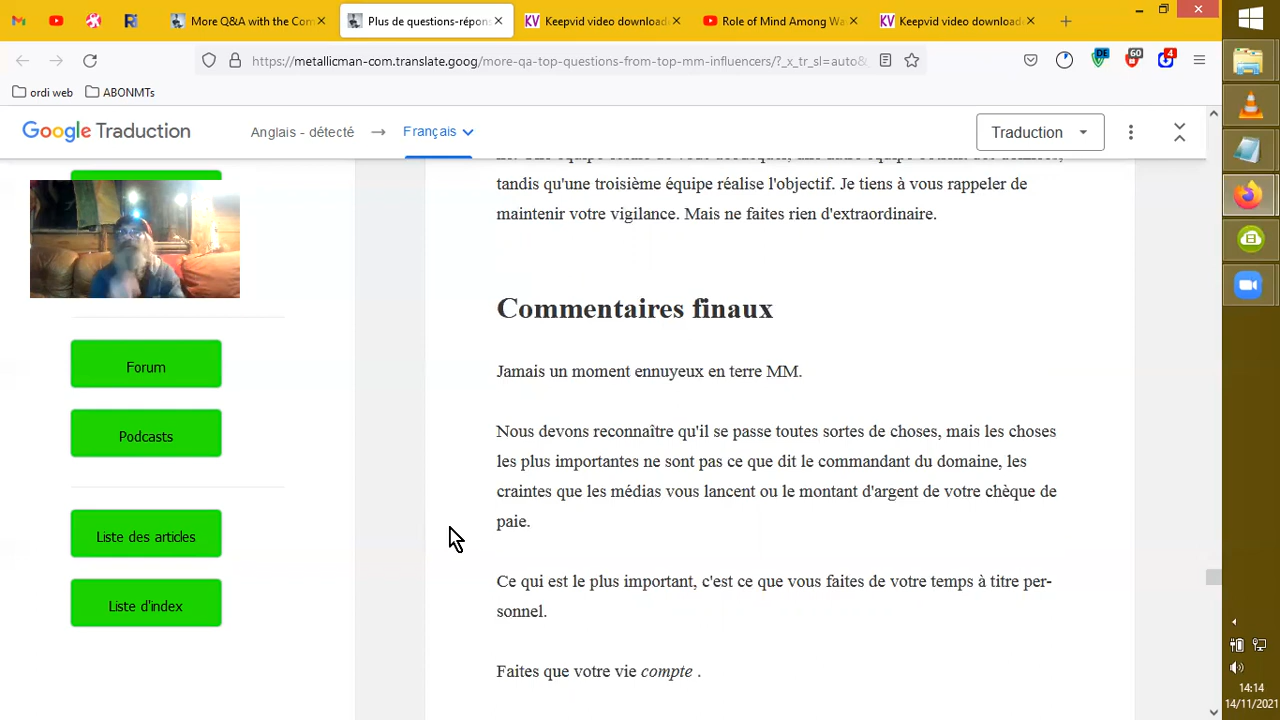 More Q&A with the Com
Plus de questions-répons
Keepvid video download
Role of Mind Among Wa
Keepvid video download
https://metallicman-com.translate.goog/more-qa-on-questions-from-top-mm-influencers/?_x_tr_sl=auto&
DE
60
4
ordi web
ABONMTs
Google Traduction
Anglais - détecté
Français
Traduction
tandis qu'une troisième équipe réalise l'objectif. Je tiens à vous rappeler de
maintenir votre vigilance. Mais ne faites rien d'extraordinaire.
Commentaires finaux
Jamais un moment ennuyeux en terre MM.
Nous devons reconnaître qu'il se passe toutes sortes de choses, mais les choses
les plus importantes ne sont pas ce que dit le commandant du domaine, les
craintes que les médias vous lancent ou le montant d'argent de votre chèque de
paie.
Ce qui est le plus important, c'est ce que vous faites de votre temps à titre per-
sonnel.
Faites que votre vie compte .
Forum
Podcasts
Liste des articles
Liste d'index
14:14
14/11/2021